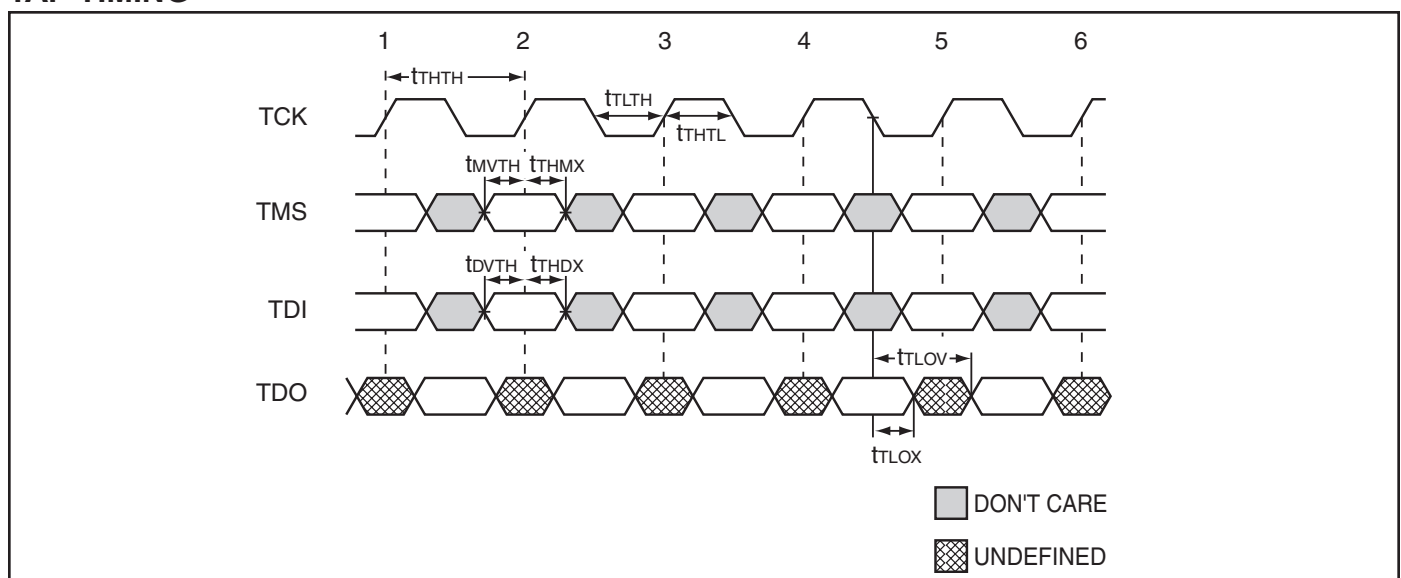 TAP TIMING
1 2 3 4 5 6
tTHTH
tTLTH
TCK
tTHTL
tMVTH tTHMX
TMS
tDVTH tTHDX
TDI
tTLOV
TDO
tTLOX
DON'T CARE
UNDEFINED